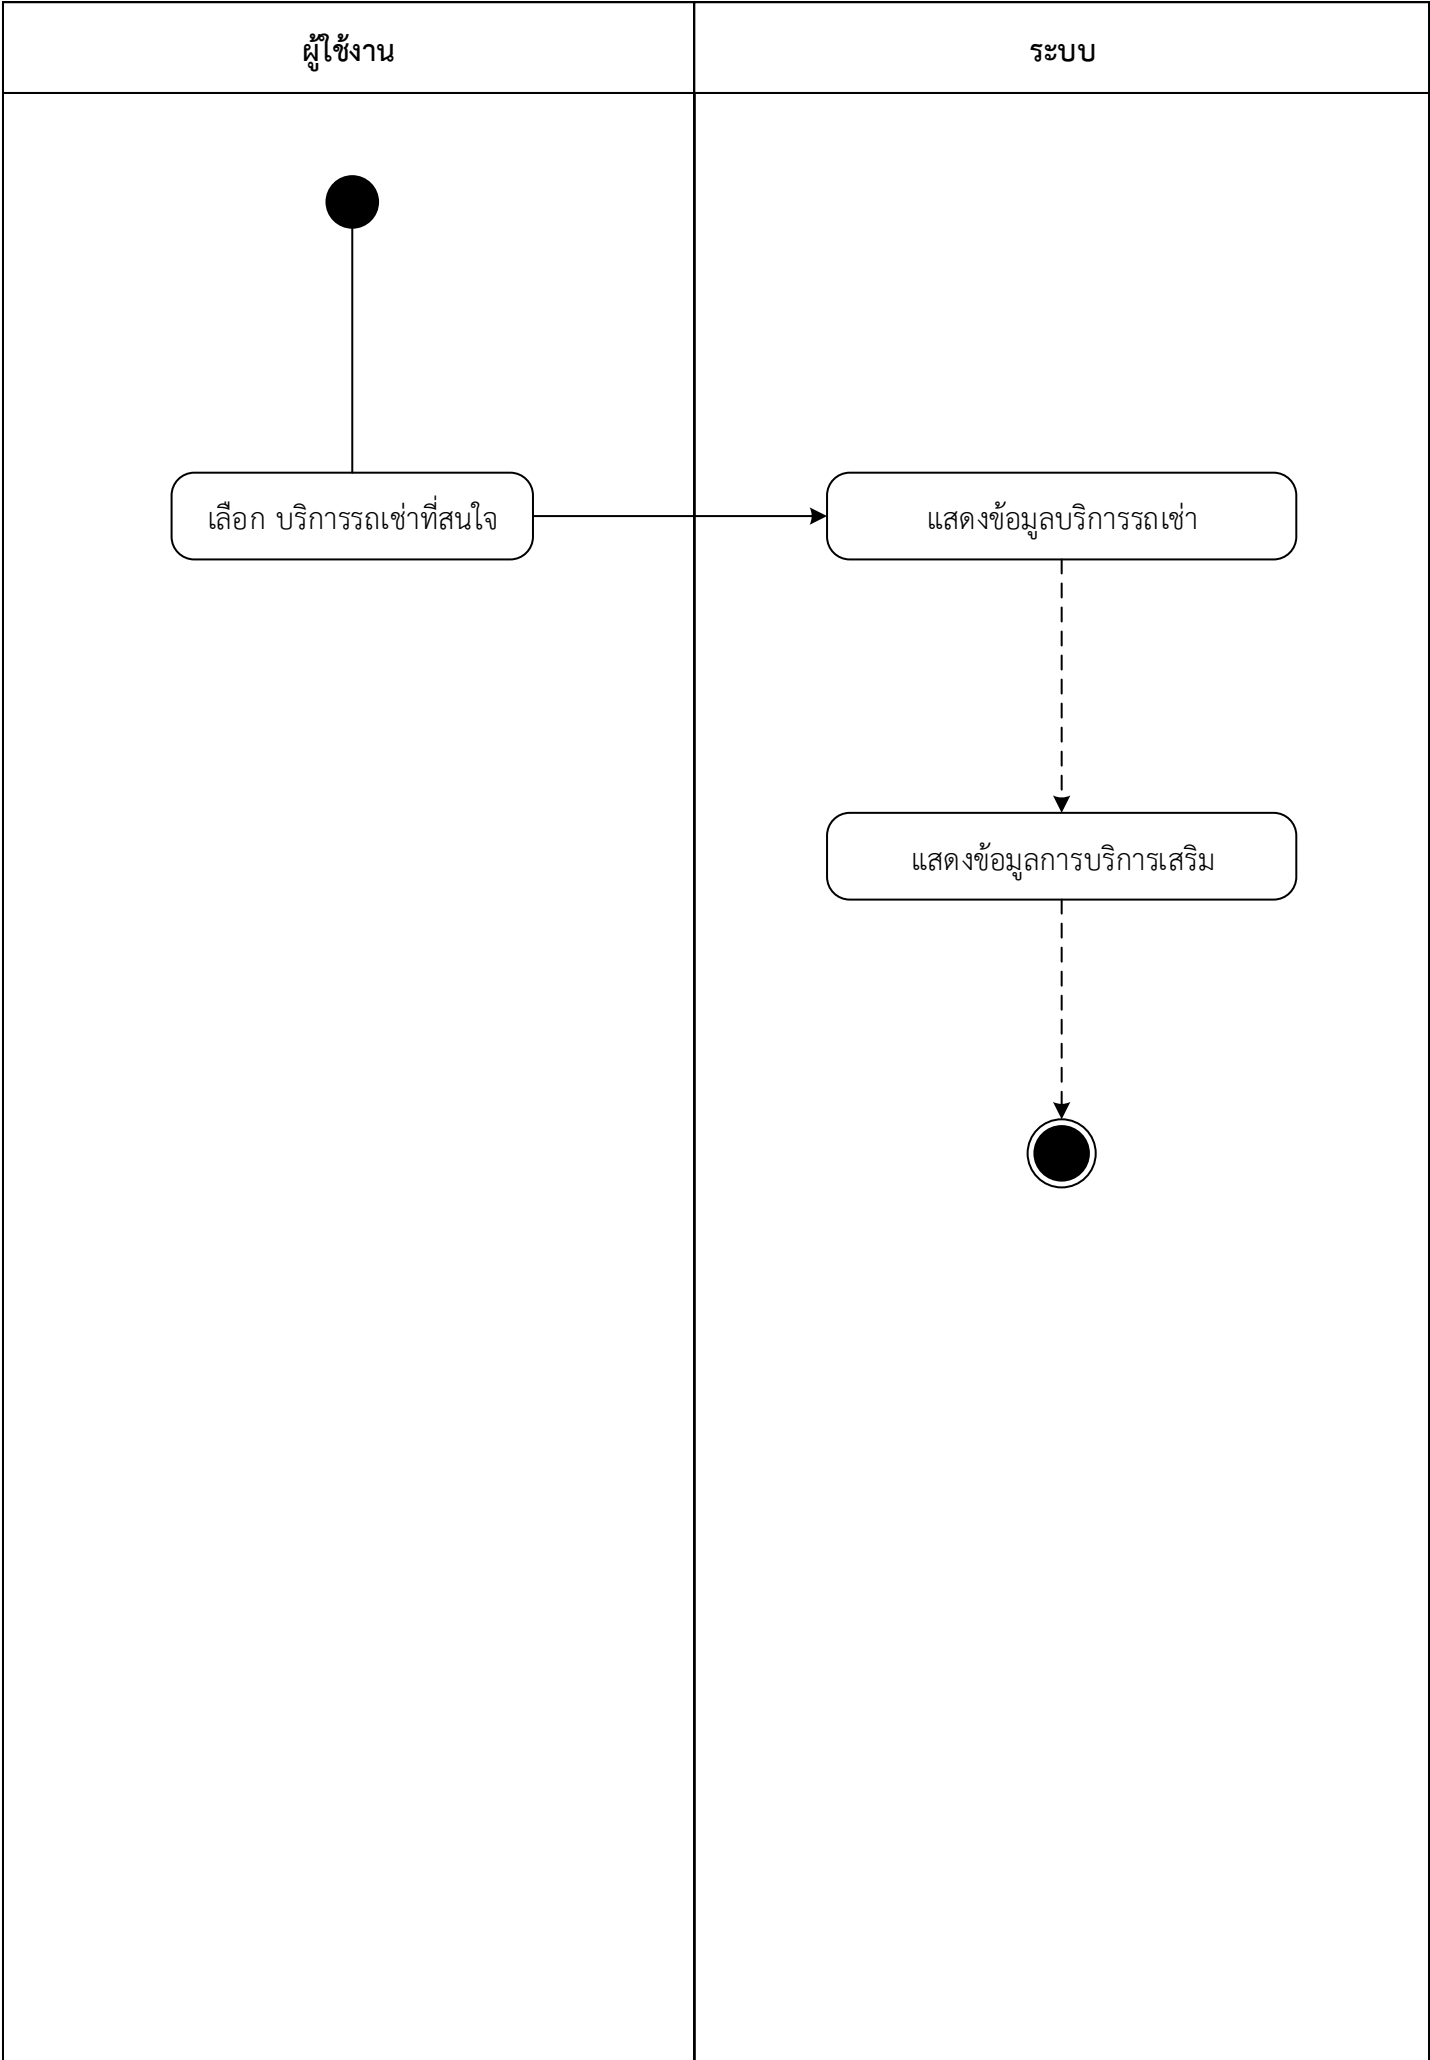 ผู้ใช้งาน
ระบบ
เลือก บริการรถเช่าที่สนใจ
แสดงข้อมูลบริการรถเช่า
แสดงข้อมูลการบริการเสริม